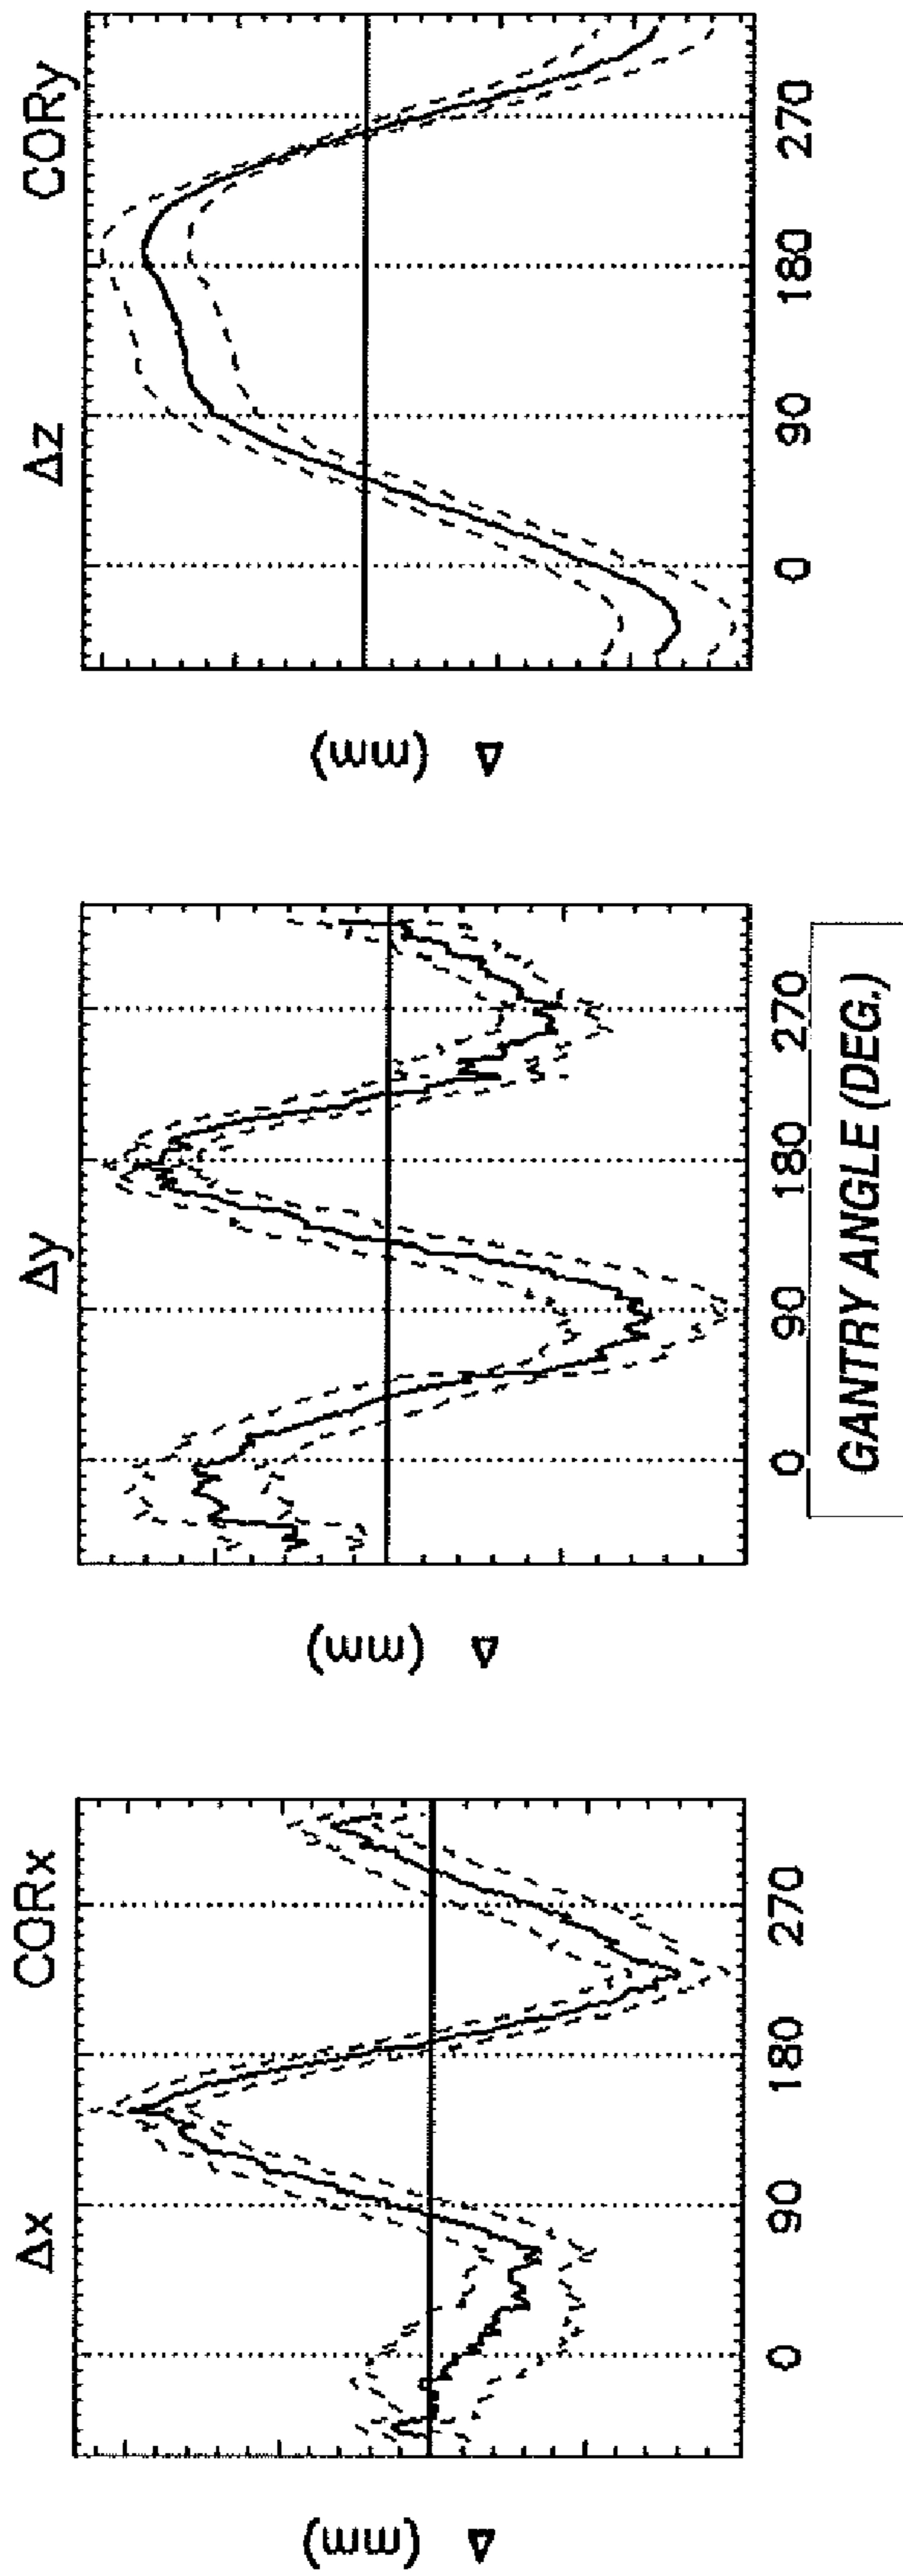 Δx CORx
Δ (mm)
0 90 180 270
Δy
Δ (mm)
0 90 180 270
GANTRY ANGLE (DEG.)
Δz CORy
Δ (mm)
0 90 180 270